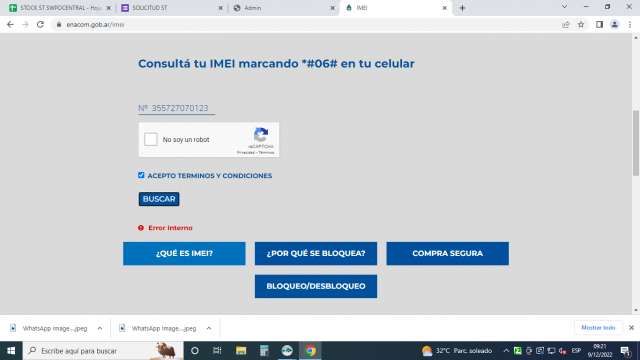 STOCK ST SWPOCENTRAL - Hoja
SOLICITUD ST
Admin
IMEI
enacom.gob.ar/imei
Consultá tu IMEI marcando *#06# en tu celular
Nº 355727070123
No soy un robot
reCAPTCHA
Privacidad - Términos
ACEPTO TERMINOS Y CONDICIONES
BUSCAR
Error Interno
¿QUÉ ES IMEI?
¿POR QUÉ SE BLOQUEA?
COMPRA SEGURA
BLOQUEO/DESBLOQUEO
WhatsApp Image....jpeg
WhatsApp Image....jpeg
Mostrar todo
Escribe aquí para buscar
32°C Parc. soleado
ESP
09:21
9/12/2022